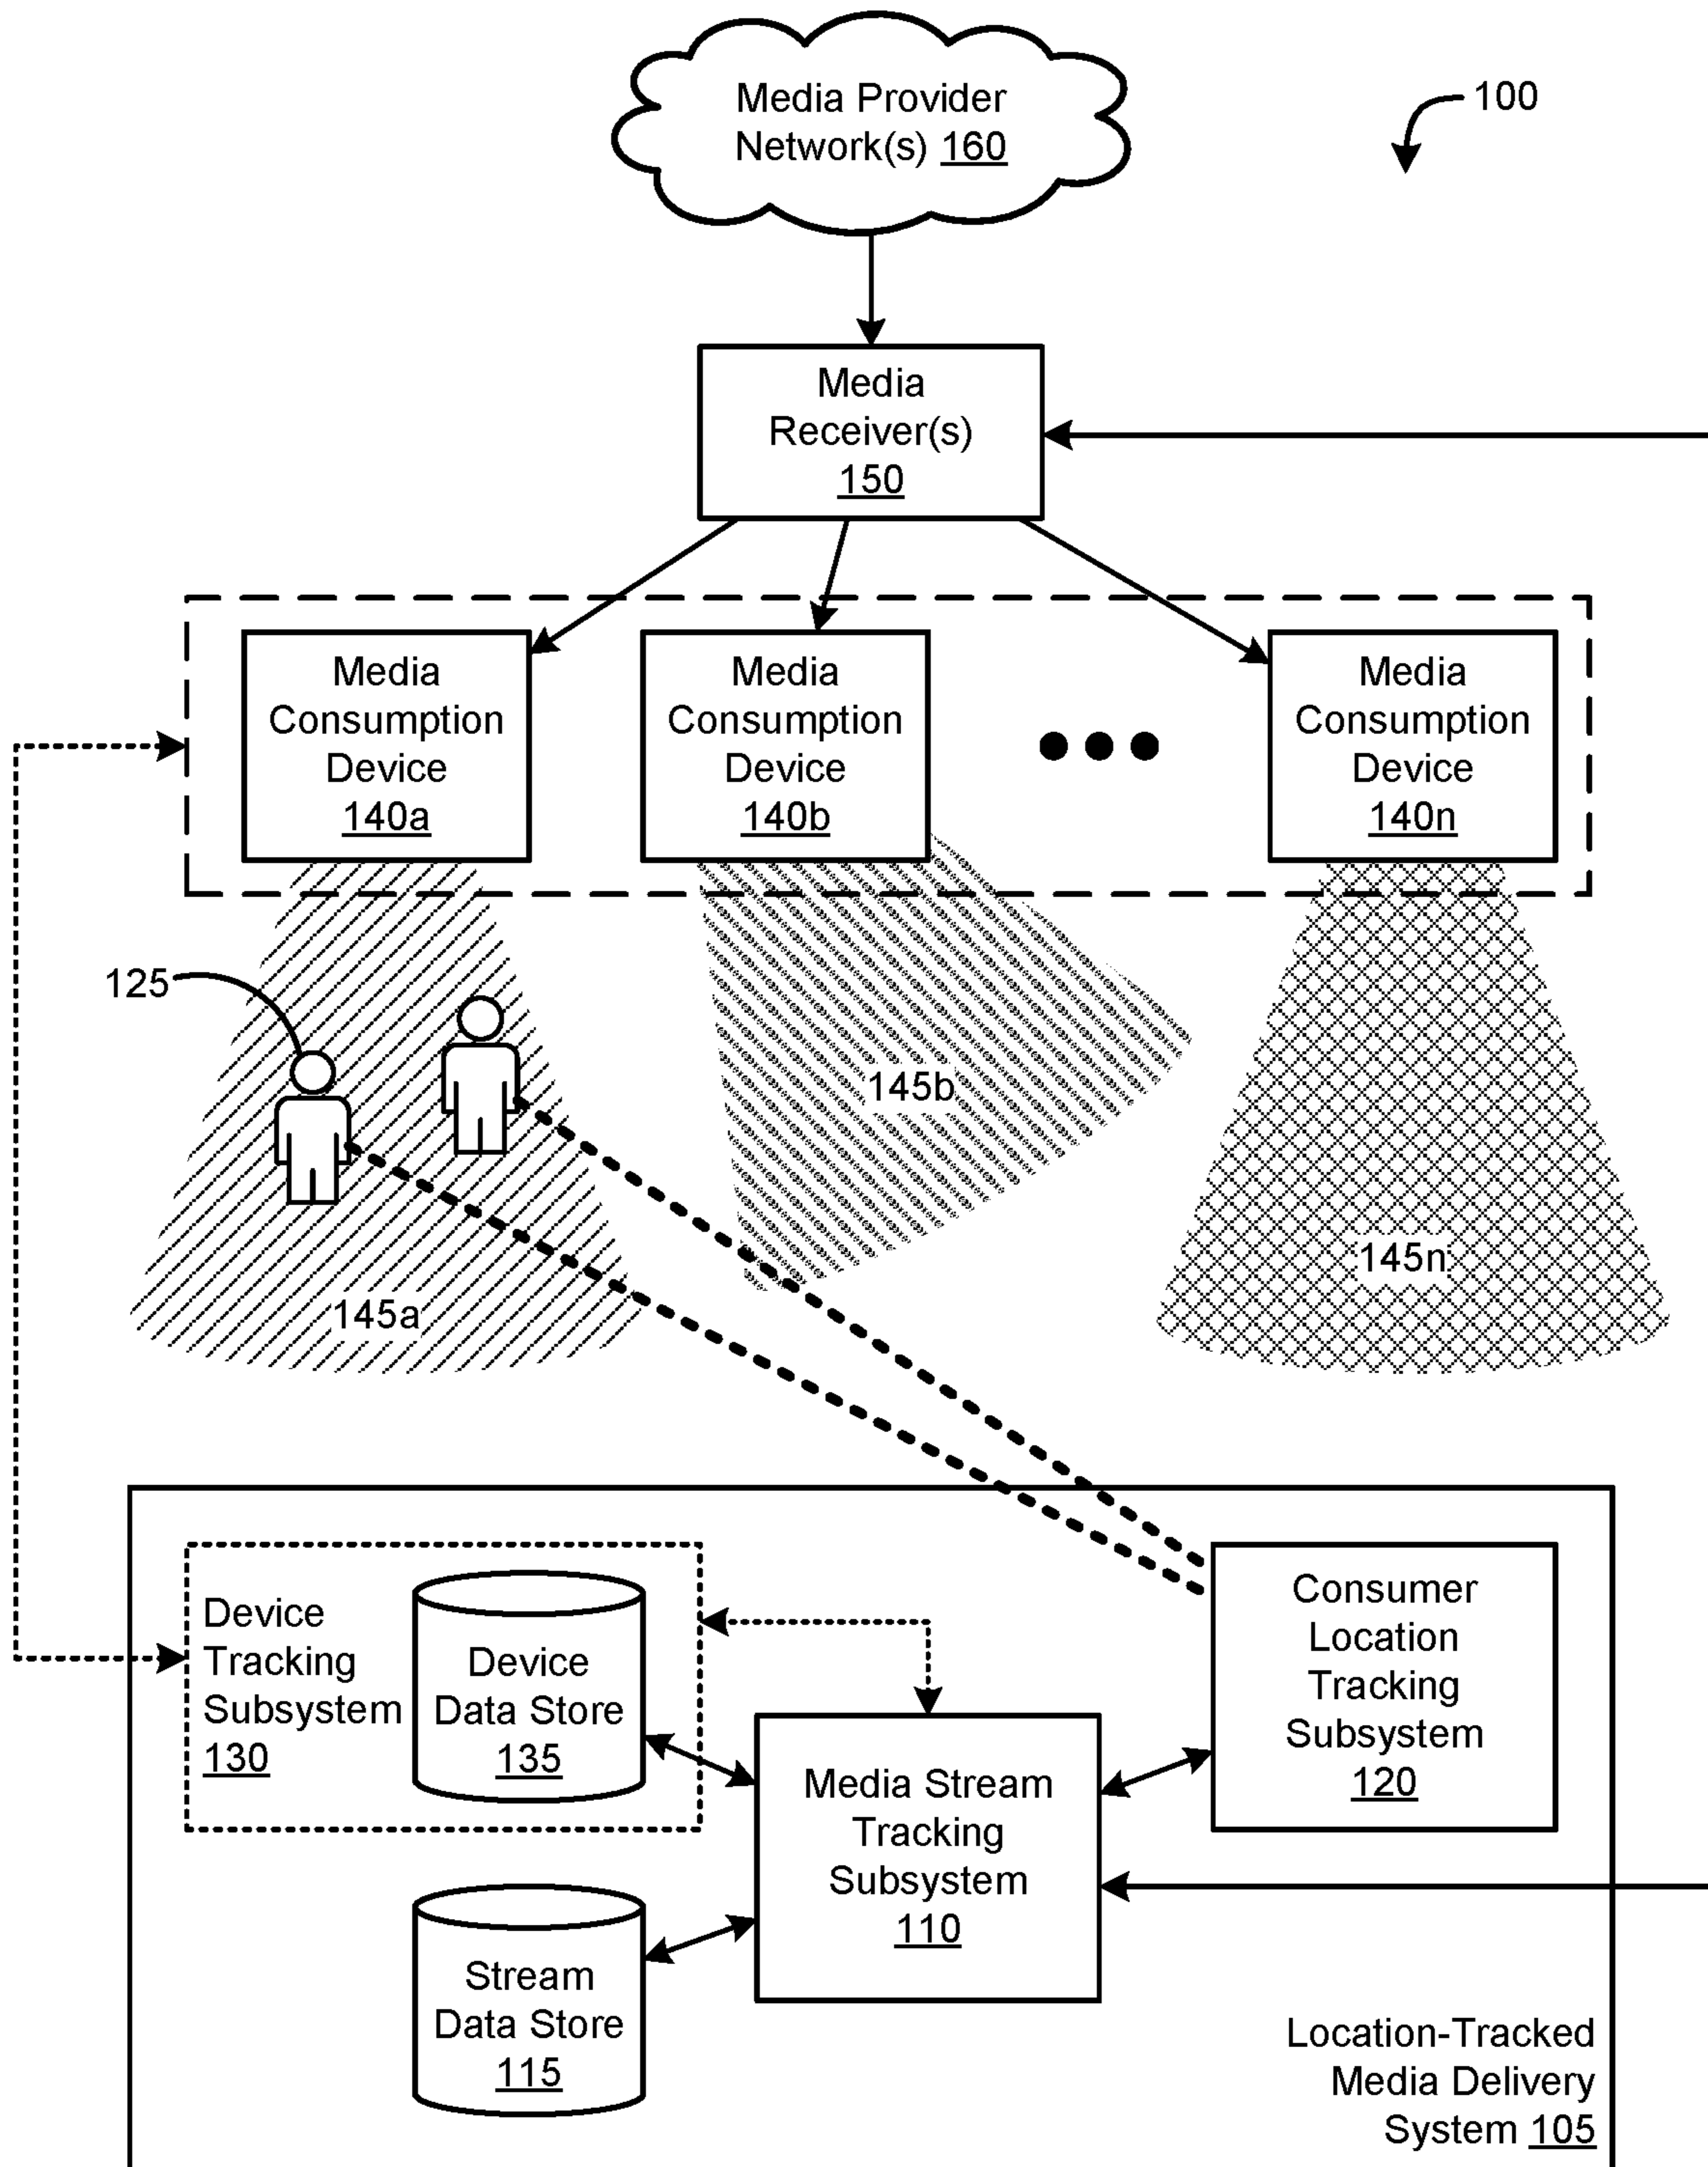 Media Provider
Network(s) 160
100
Media
Receiver(s)
150
Media
Consumption
Device
140a
Media
Consumption
Device
140b
Media
Consumption
Device
140n
125
145b
145n
145a
Device
Tracking
Subsystem
130
Device
Data Store
135
Consumer
Location
Tracking
Subsystem
120
Media Stream
Tracking
Subsystem
110
Stream
Data Store
115
Location-Tracked
Media Delivery
System 105